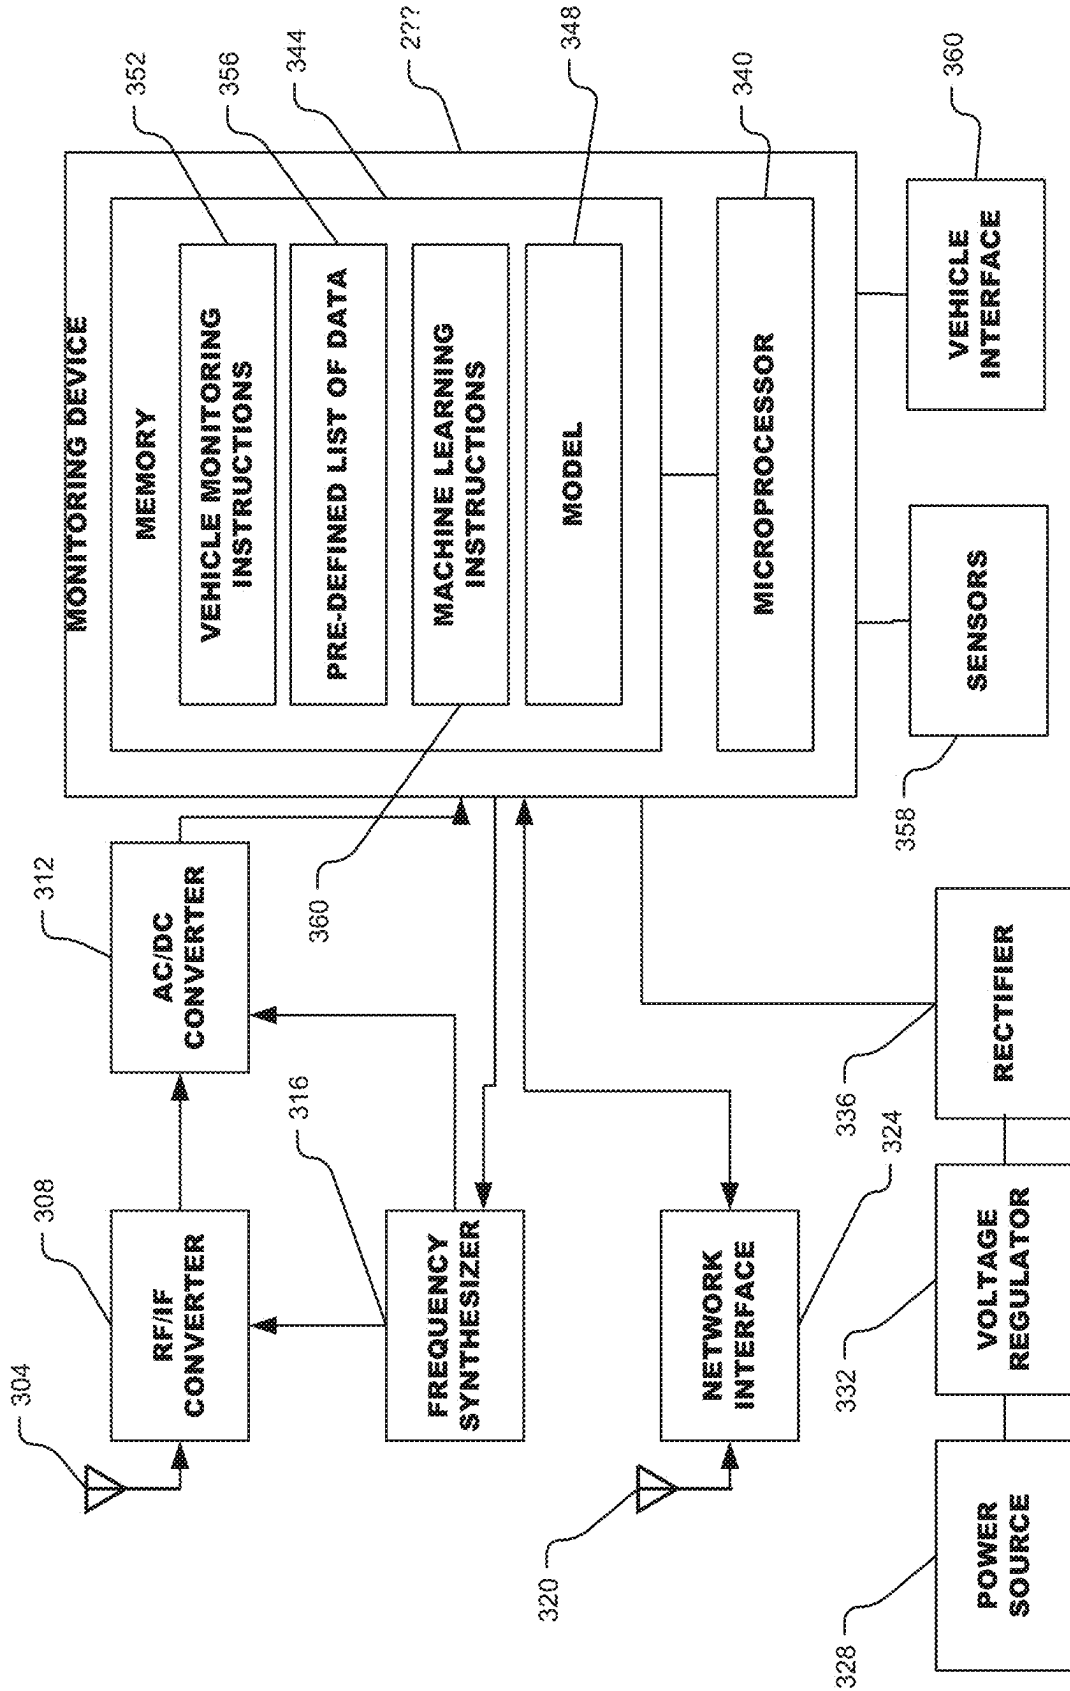 304
308
312
RF/IF
CONVERTER
AC/DC
CONVERTER
316
FREQUENCY
SYNTHESIZER
320
NETWORK
INTERFACE
324
328
POWER
SOURCE
332
VOLTAGE
REGULATOR
336
RECTIFIER
MONITORING DEVICE
MEMORY
352
VEHICLE MONITORING
INSTRUCTIONS
356
PRE-DEFINED LIST OF DATA
344
360
MACHINE LEARNING
INSTRUCTIONS
2??
MODEL
348
MICROPROCESSOR
340
358
SENSORS
VEHICLE
INTERFACE
360